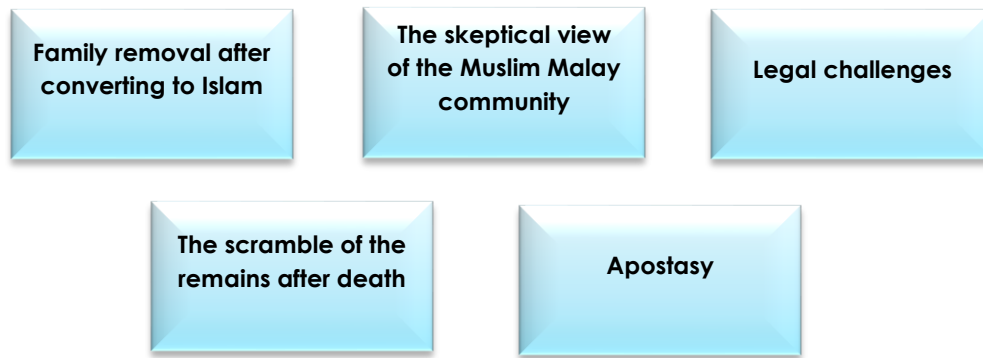 Family removal after
converting to Islam
The skeptical view
of the Muslim Malay
community
Legal challenges
The scramble of the
remains after death
Apostasy